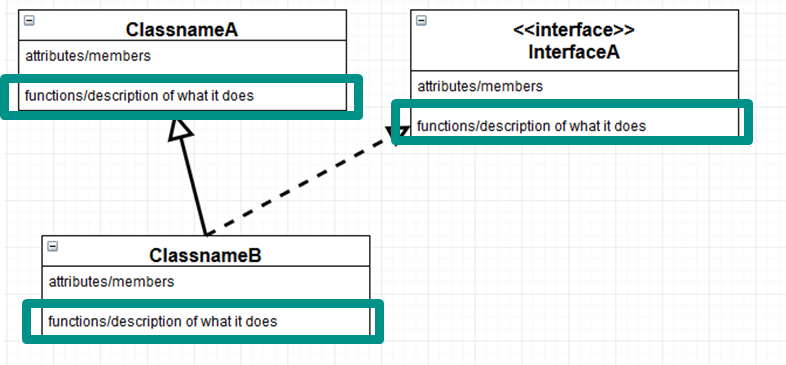 ClassnameA
attributes/members
functions/description of what it does
<<interface>>
InterfaceA
attributes/members
functions/description of what it does
ClassnameB
attributes/members
functions/description of what it does